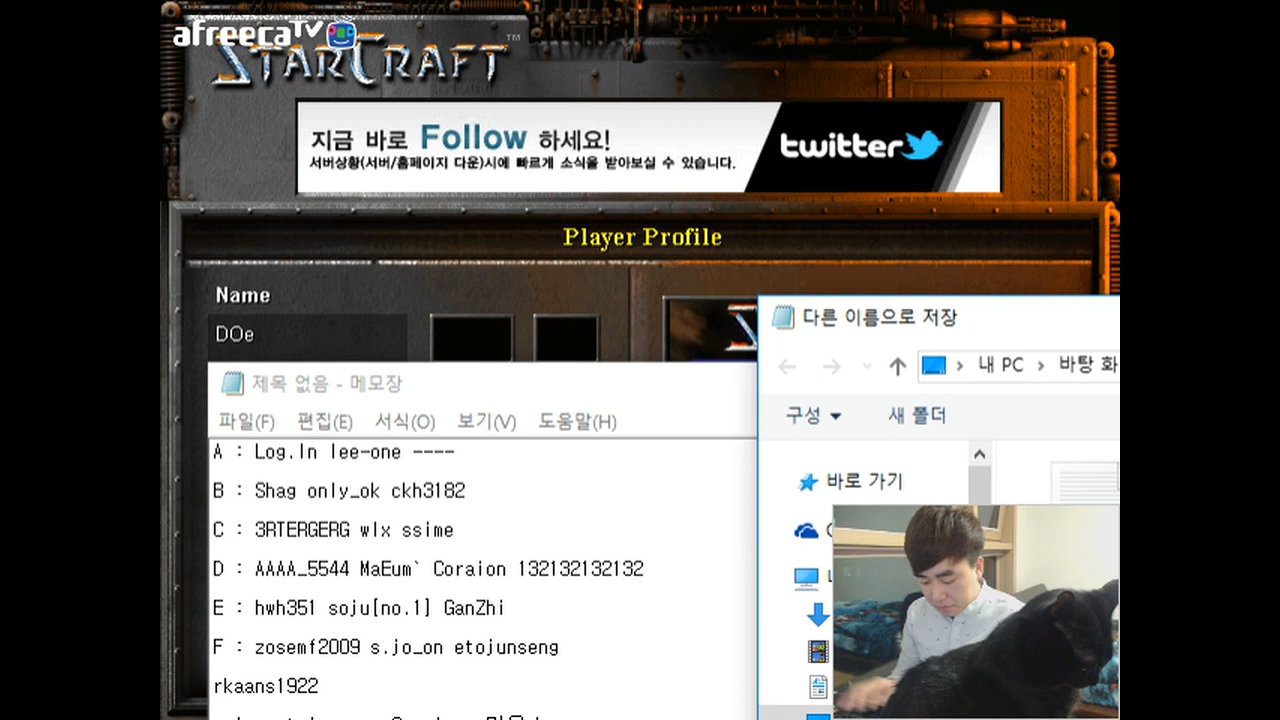 afreecaTV
STARCRAFT™
지금 바로 Follow 하세요!
서버상황(서버/홈페이지 다운)시에 빠르게 소식을 받아보실 수 있습니다.
twitter
Player Profile
Name
DOe
다른 이름으로 저장
내 PC > 바탕 화
제목 없음 - 메모장
파일(F) 편집(E) 서식(O) 보기(V) 도움말(H)
구성 새 폴더
바로 가기
A : Log.In lee-one ----
B : Shag only_ok ckh3182
C : 3RTERGERG wlx ssime
D : AAAA_5544 MaEum` Coraion 132132132132
E : hwh351 soju[no.1] GanZhi
F : zosemf2009 s.jo_on etojunseng
rkaans1922